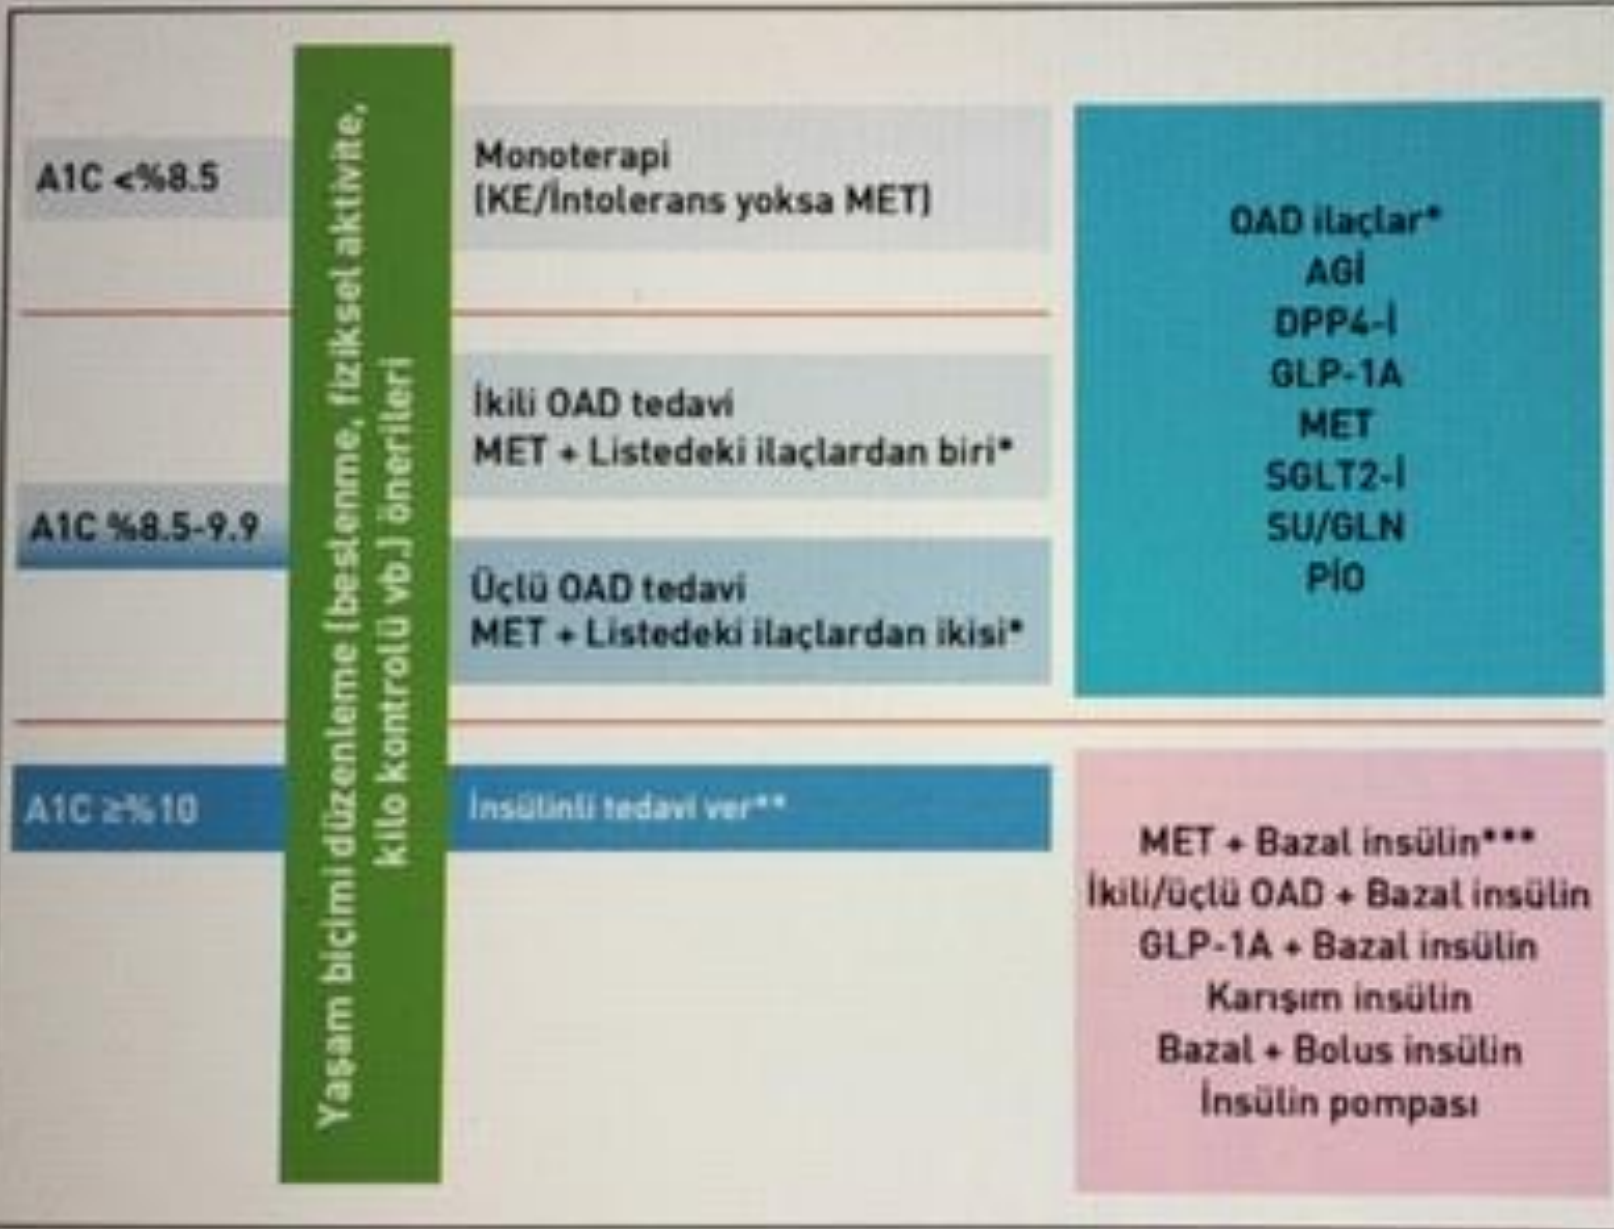 A1C <%8.5
Yaşam biçimi düzenleme (beslenme, fiziksel aktivite,
kilo kontrolü vb.) önerileri
Monoterapi
(KE/İntolerans yoksa MET)
A1C %8.5-9.9
İkili OAD tedavi
MET + Listedeki ilaçlardan biri*
Üçlü OAD tedavi
MET + Listedeki ilaçlardan ikisi*
OAD ilaçlar*
AGİ
DPP4-İ
GLP-1A
MET
SGLT2-İ
SU/GLN
PİO
A1C ≥%10
İnsülinli tedavi ver**
MET + Bazal insülin***
İkili/üçlü OAD + Bazal insülin
GLP-1A + Bazal insülin
Karışım insülin
Bazal + Bolus insülin
İnsülin pompası